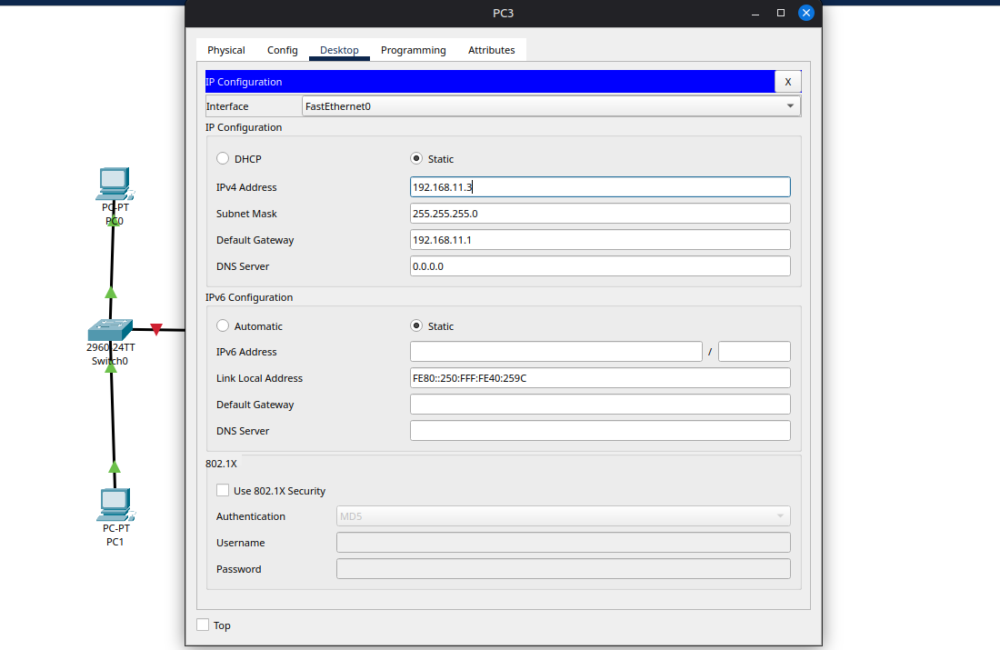 PC3
Physical Config Desktop Programming Attributes
IP Configuration X
Interface FastEthernet0
IP Configuration
DHCP Static
IPv4 Address 192.168.11.3
Subnet Mask 255.255.255.0
Default Gateway 192.168.11.1
DNS Server 0.0.0.0
IPv6 Configuration
Automatic Static
IPv6 Address /
Link Local Address FE80::250:FFF:FE40:259C
Default Gateway
DNS Server
802.1X
Use 802.1X Security
Authentication MD5
Username
Password
Top
PC-PT
PC0
2960-24TT
Switch0
PC-PT
PC1